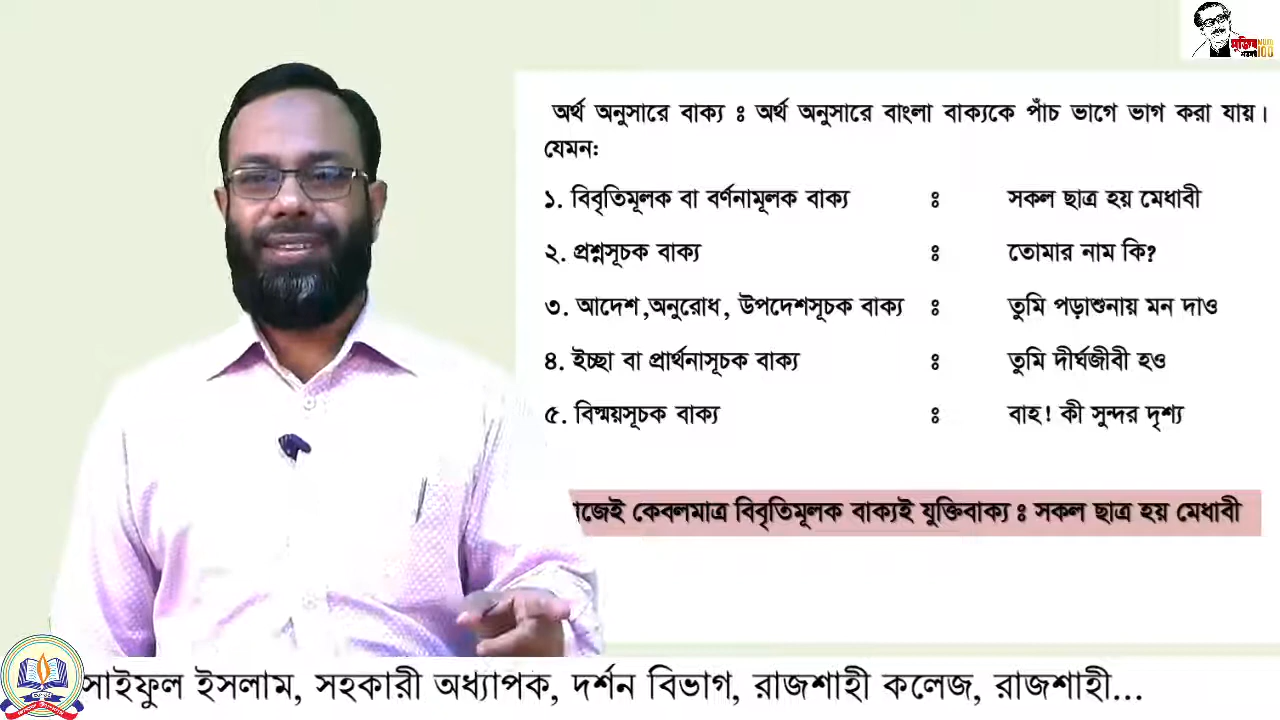 অর্থ অনুসারে বাক্য ঃ অর্থ অনুসারে বাংলা বাক্যকে পাঁচ ভাগে ভাগ করা যায়।
যেমন:
১. বিবৃতিমূলক বা বর্ণনামূলক বাক্য ঃ সকল ছাত্র হয় মেধাবী
২. প্রশ্নসূচক বাক্য ঃ তোমার নাম কি?
৩. আদেশ,অনুরোধ, উপদেশসূচক বাক্য ঃ তুমি পড়াশুনায় মন দাও
৪. ইচ্ছা বা প্রার্থনাসূচক বাক্য ঃ তুমি দীর্ঘজীবী হও
৫. বিষ্ময়সূচক বাক্য ঃ বাহ! কী সুন্দর দৃশ্য
কেবলমাত্র বিবৃতিমূলক বাক্যই যুক্তিবাক্য ঃ সকল ছাত্র হয় মেধাবী
সাইফুল ইসলাম, সহকারী অধ্যাপক, দর্শন বিভাগ, রাজশাহী কলেজ, রাজশাহী...